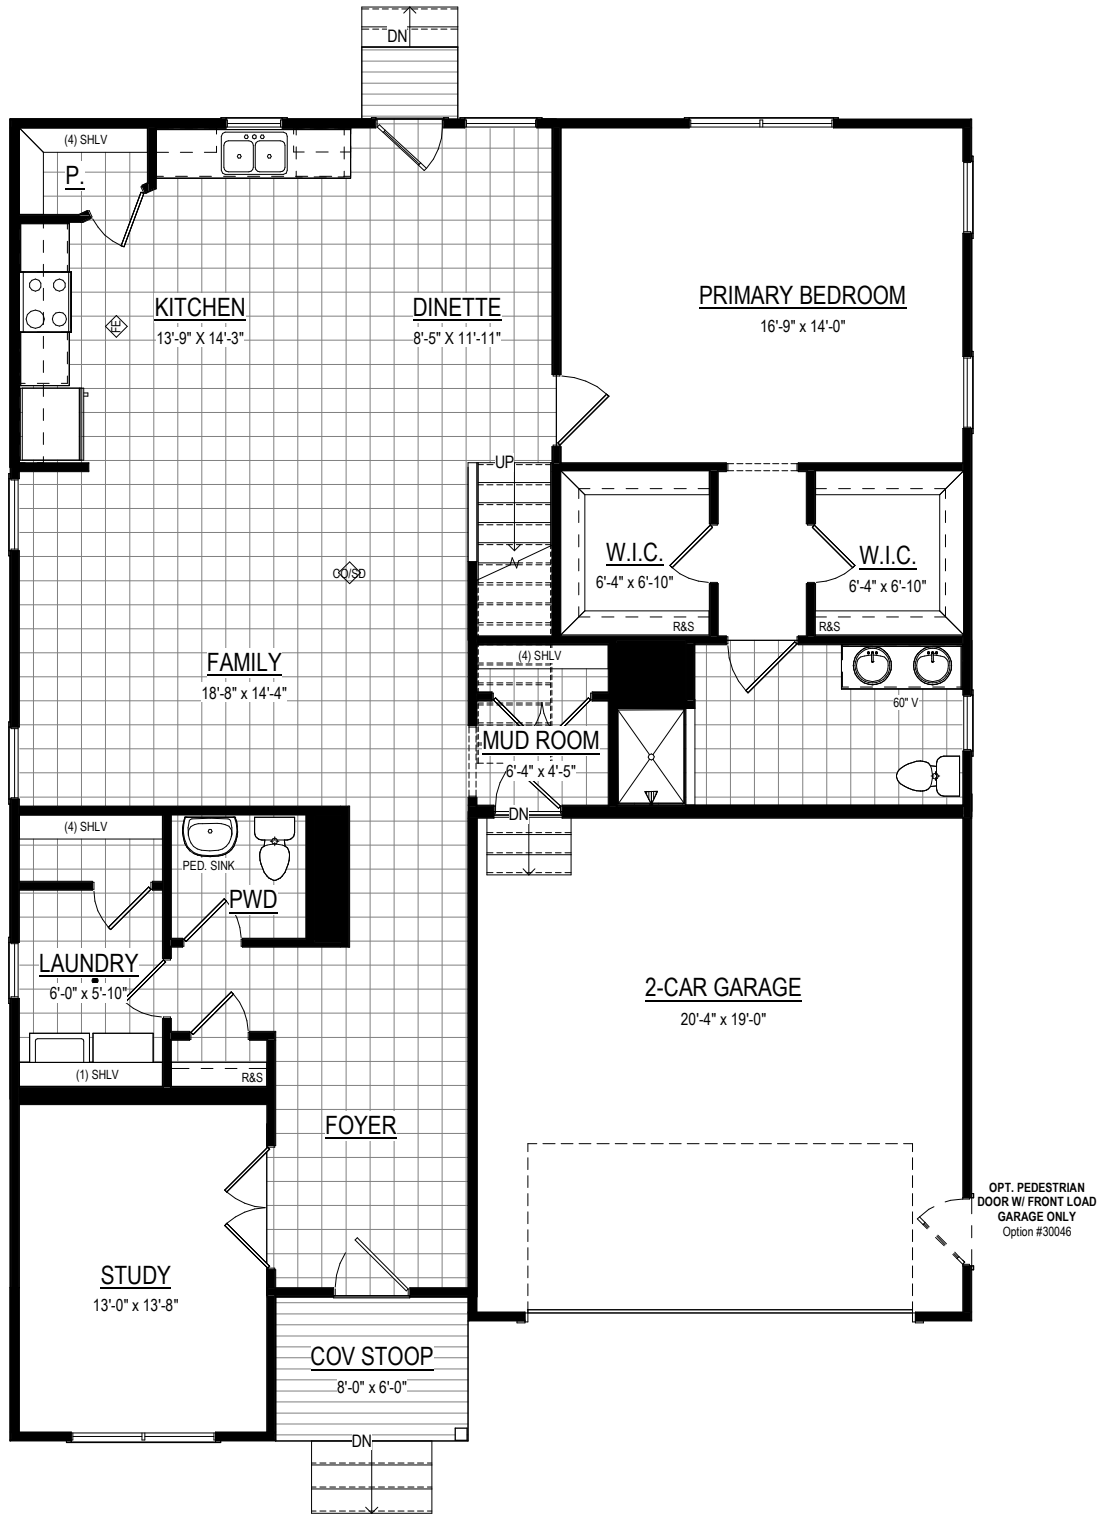 DN
(4) SHLV
P.
KITCHEN
13'-9" X 14'-3"
FE
DINETTE
8'-5" X 11'-11"
PRIMARY BEDROOM
16'-9" x 14'-0"
UP
W.I.C.
6'-4" x 6'-10"
R&S
W.I.C.
6'-4" x 6'-10"
R&S
CO/SD
FAMILY
18'-8" x 14'-4"
(4) SHLV
MUD ROOM
6'-4" x 4'-5"
DN
60" V
(4) SHLV
PED. SINK
PWD
LAUNDRY
6'-0" x 5'-10"
(1) SHLV
R&S
2-CAR GARAGE
20'-4" x 19'-0"
FOYER
OPT. PEDESTRIAN
DOOR W/ FRONT LOAD
GARAGE ONLY
Option #30046
STUDY
13'-0" x 13'-8"
COV STOOP
8'-0" x 6'-0"
DN